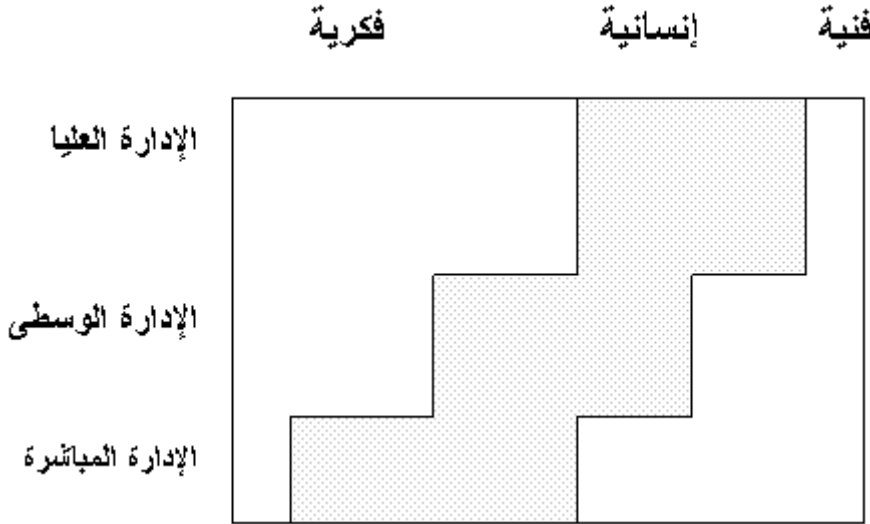 فنية إنسانية فكرية
الإدارة العليا
الإدارة الوسطى
الإدارة المباشرة